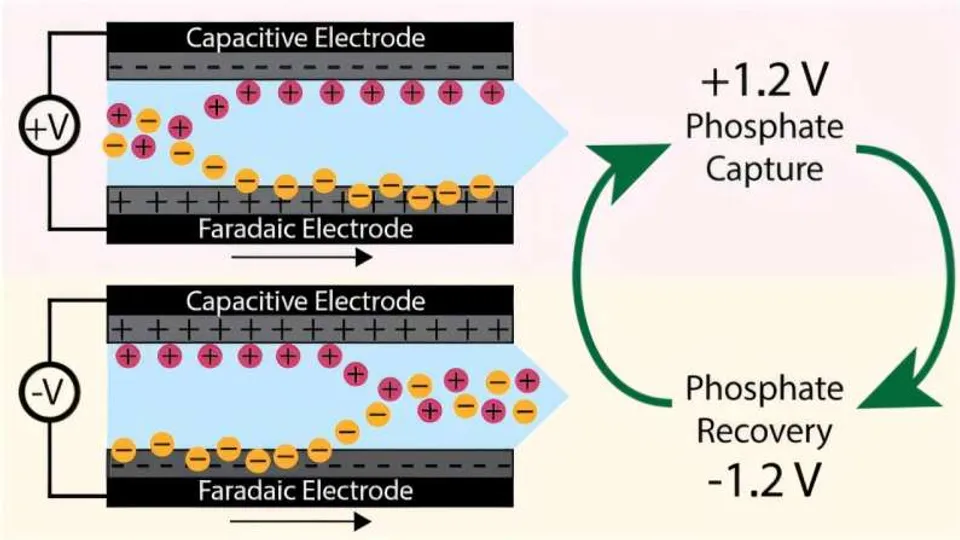 Capacitive Electrode
+V
Faradaic Electrode
+1.2 V
Phosphate
Capture
Capacitive Electrode
-V
Faradaic Electrode
Phosphate
Recovery
-1.2 V